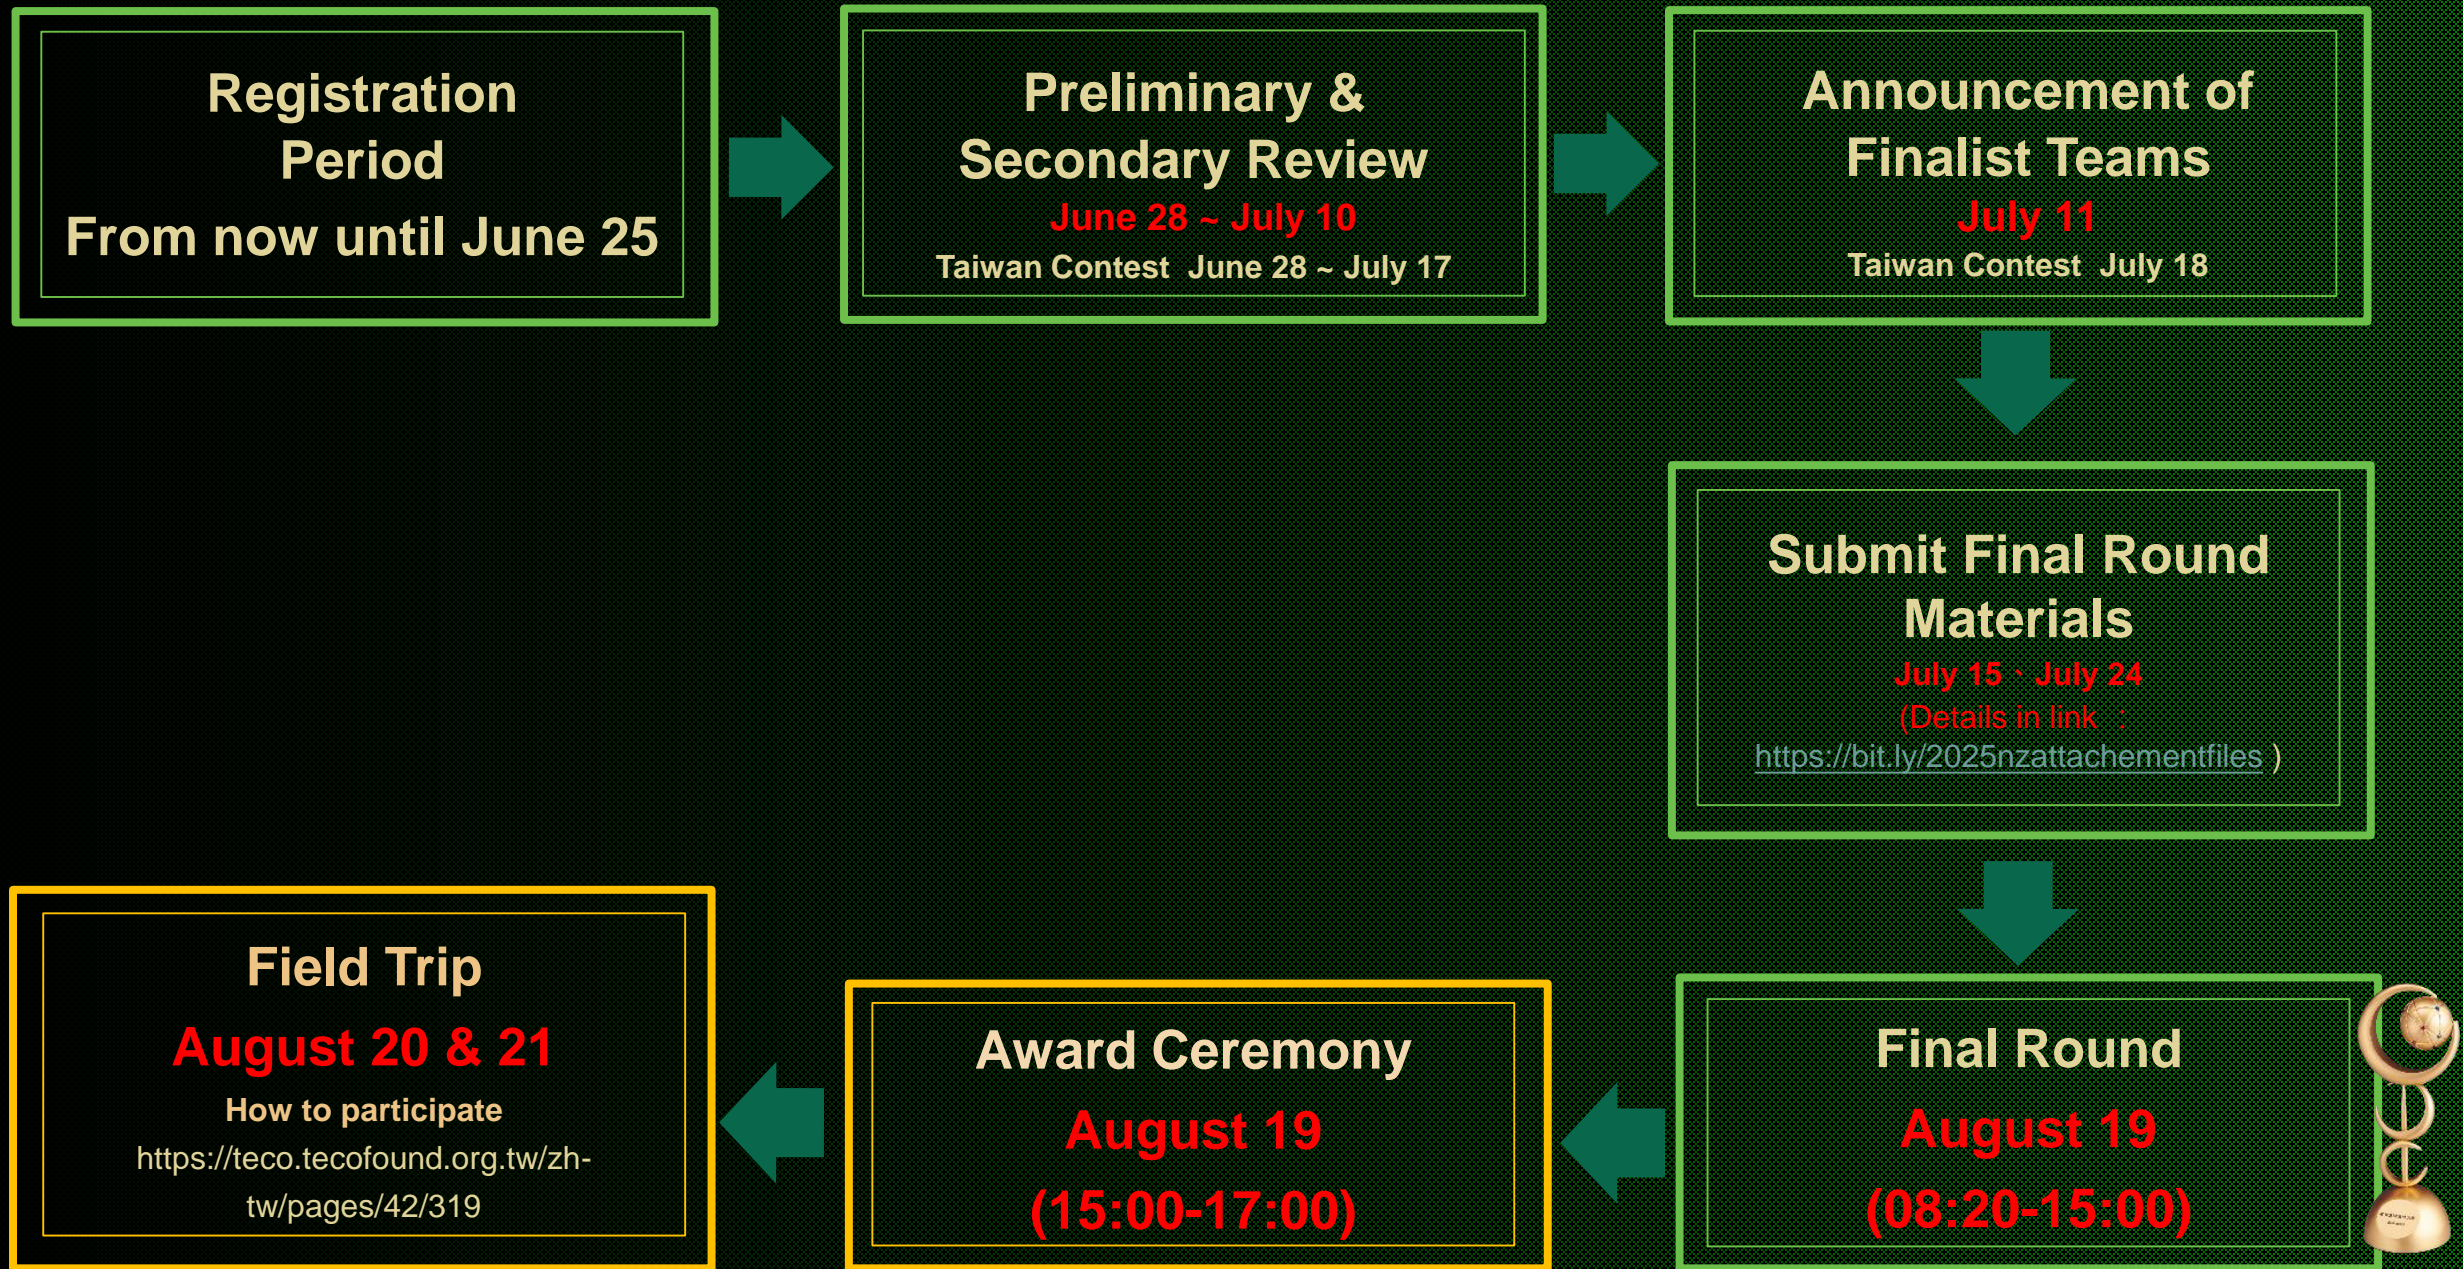 Registration
Period
From now until June 25
Preliminary &
Secondary Review
June 28 ~ July 10
Taiwan Contest  June 28 ~ July 17
Announcement of
Finalist Teams
July 11
Taiwan Contest  July 18
Submit Final Round
Materials
July 15、July 24
(Details in link ：
https://bit.ly/2025nzattachementfiles )
Final Round
August 19
(08:20-15:00)
Award Ceremony
August 19
(15:00-17:00)
Field Trip
August 20 & 21
How to participate
https://teco.tecofound.org.tw/zh-
tw/pages/42/319